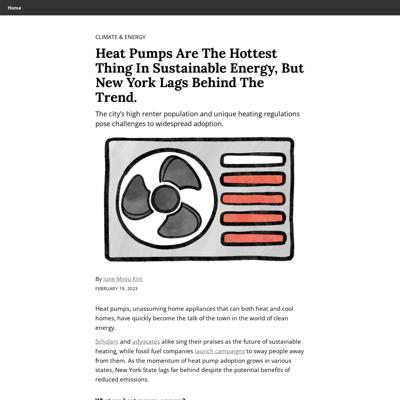 Home
CLIMATE & ENERGY
Heat Pumps Are The Hottest
Thing In Sustainable Energy, But
New York Lags Behind The
Trend.
The city's high renter population and unique heating regulations
pose challenges to widespread adoption.
By June Minju Kim
FEBRUARY 19, 2023
Heat pumps, unassuming home appliances that can both heat and cool
homes, have quickly become the talk of the town in the world of clean
energy.
Scholars and advocates alike sing their praises as the future of sustainable
heating, while fossil fuel companies launch campaigns to sway people away
from them. As the momentum of heat pump adoption grows in various
states, New York State lags far behind despite the potential benefits of
reduced emissions.